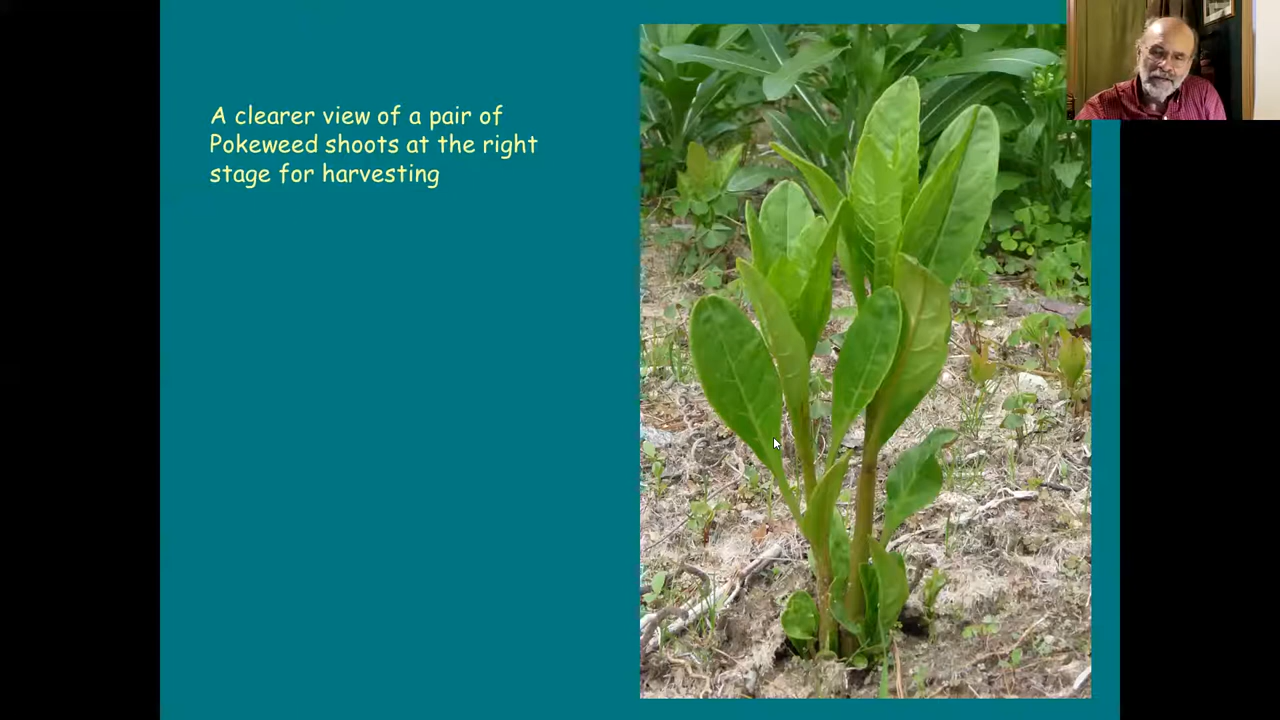 A clearer view of a pair of
Pokeweed shoots at the right
stage for harvesting